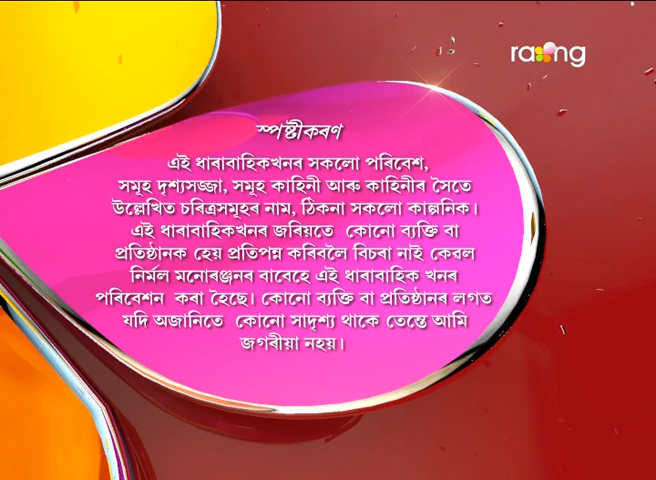 rang
স্পষ্টীকৰণ
এই ধাৰাবাহিকখনৰ সকলো পৰিবেশ,
সমূহ দৃশ্যসজ্জা, সমূহ কাহিনী আৰু কাহিনীৰ সৈতে
উল্লেখিত চৰিত্ৰসমূহৰ নাম, ঠিকনা সকলো কাল্পনিক।
এই ধাৰাবাহিকখনৰ জৰিয়তে কোনো ব্যক্তি বা
প্ৰতিষ্ঠানক হেয় প্ৰতিপন্ন কৰিবলৈ বিচৰা নাই কেৱল
নিৰ্মল মনোৰঞ্জনৰ বাবেহে এই ধাৰাবাহিক খনৰ
পৰিবেশন কৰা হৈছে। কোনো ব্যক্তি বা প্ৰতিষ্ঠানৰ লগত
যদি অজানিতে কোনো সাদৃশ্য থাকে তেন্তে আমি
জগৰীয়া নহয়।